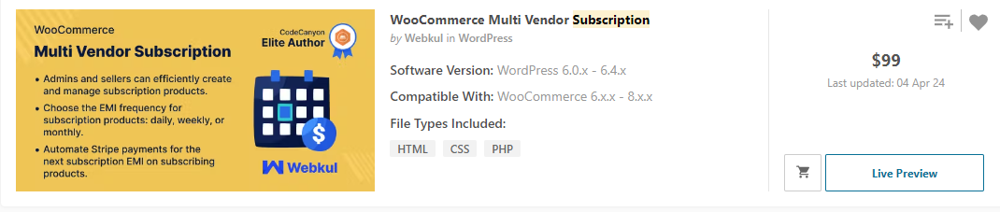 WooCommerce
Multi Vendor Subscription
CodeCanyon
Elite Author
• Admins and sellers can efficiently create
and manage subscription products.
• Choose the EMI frequency for
subscription products: daily, weekly, or
monthly.
• Automate Stripe payments for the
next subscription EMI on subscribing
products.
$
Webkul
WooCommerce Multi Vendor Subscription
by Webkul in WordPress
Software Version: WordPress 6.0.x - 6.4.x
Compatible With: WooCommerce 6.x.x - 8.x.x
File Types Included:
HTML CSS PHP
$99
Last updated: 04 Apr 24
Live Preview